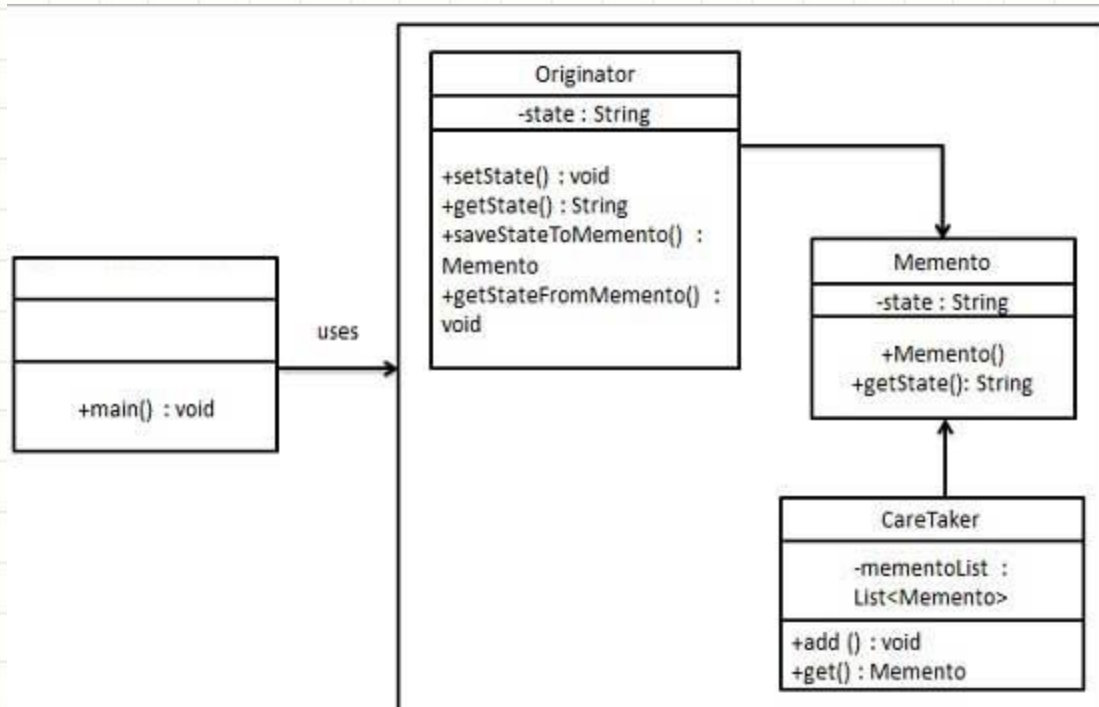 Originator
-state : String
+setState() : void
+getState() : String
+saveStateToMemento() :
Memento
+getStateFromMemento() :
void
Memento
-state : String
+Memento()
+getState(): String
uses
+main() : void
CareTaker
-mementoList :
List<Memento>
+add () : void
+get() : Memento